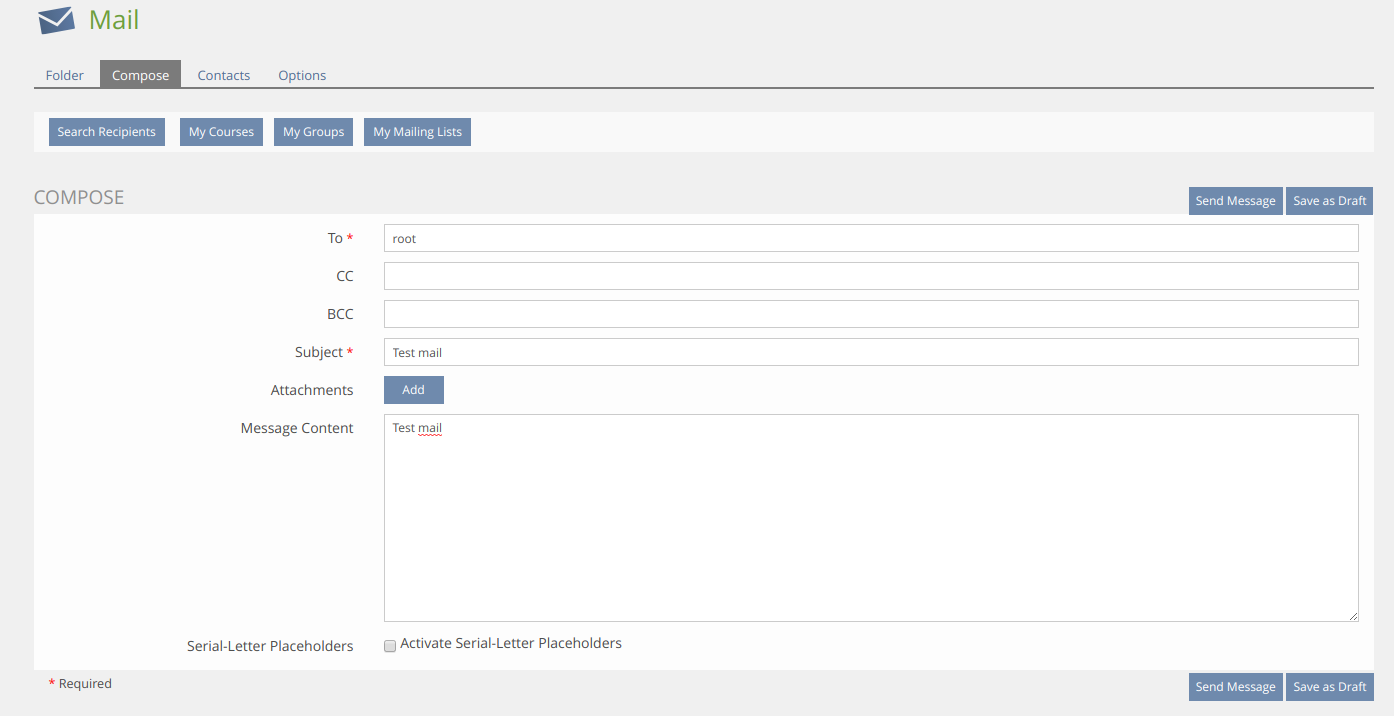 Mail
Folder Compose Contacts Options
Search Recipients My Courses My Groups My Mailing Lists
COMPOSE Send Message Save as Draft
To * root
CC
BCC
Subject * Test mail
Attachments Add
Message Content Test mail
Serial-Letter Placeholders Activate Serial-Letter Placeholders
* Required Send Message Save as Draft